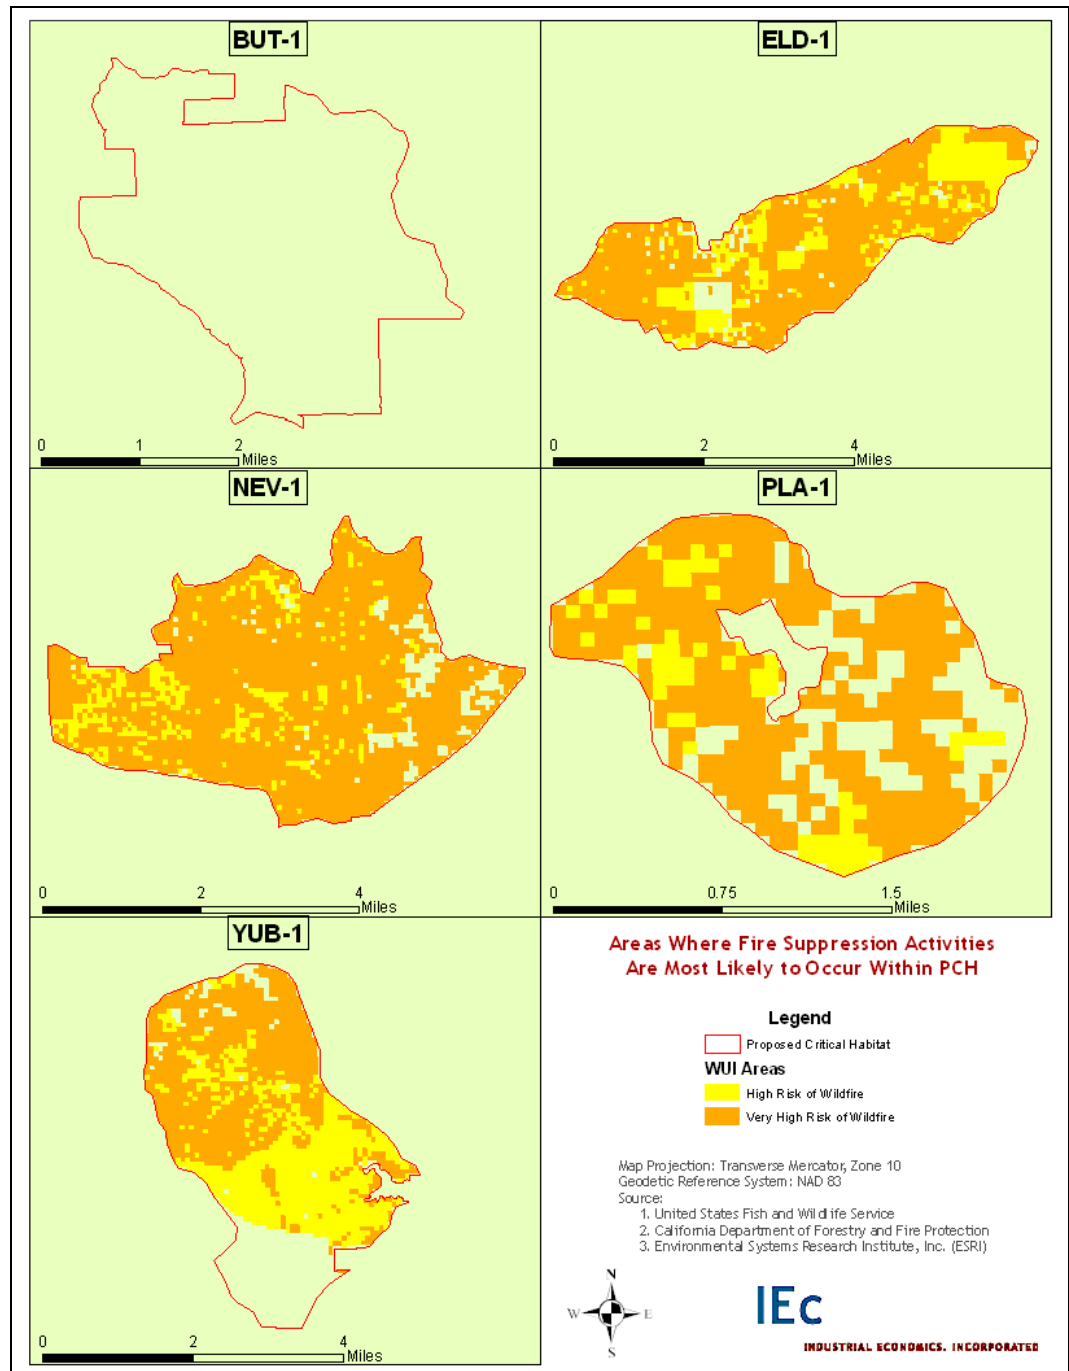 BUT-1
0 1 2
Miles
ELD-1
0 2 4
Miles
NEV-1
0 2 4
Miles
PLA-1
0 0.75 1.5
Miles
YUB-1
0 2 4
Miles
Areas Where Fire Suppression Activities
Are Most Likely to Occur Within PCH
Legend
Proposed Critical Habitat
WUI Areas
High Risk of Wildfire
Very High Risk of Wildfire
Map Projection: Transverse Mercator, Zone 10
Geodetic Reference System: NAD 83
Source:
1. United States Fish and Wildlife Service
2. California Department of Forestry and Fire Protection
3. Environmental Systems Research Institute, Inc. (ESRI)
N
W E
S
IEc
INDUSTRIAL ECONOMICS, INCORPORATED